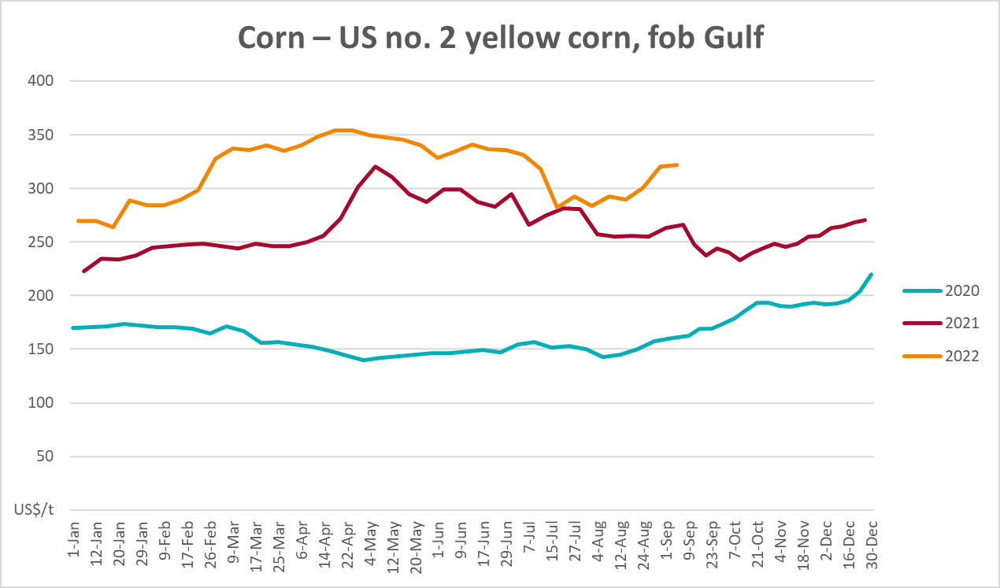 Corn – US no. 2 yellow corn, fob Gulf
400
350
300
250
200
150
100
50
US$/t
1-Jan
12-Jan
20-Jan
29-Jan
9-Feb
17-Feb
26-Feb
9-Mar
17-Mar
25-Mar
6-Apr
14-Apr
22-Apr
4-May
12-May
20-May
1-Jun
9-Jun
17-Jun
29-Jun
7-Jul
15-Jul
27-Jul
4-Aug
12-Aug
24-Aug
1-Sep
9-Sep
23-Sep
7-Oct
21-Oct
4-Nov
18-Nov
2-Dec
16-Dec
30-Dec
2020
2021
2022